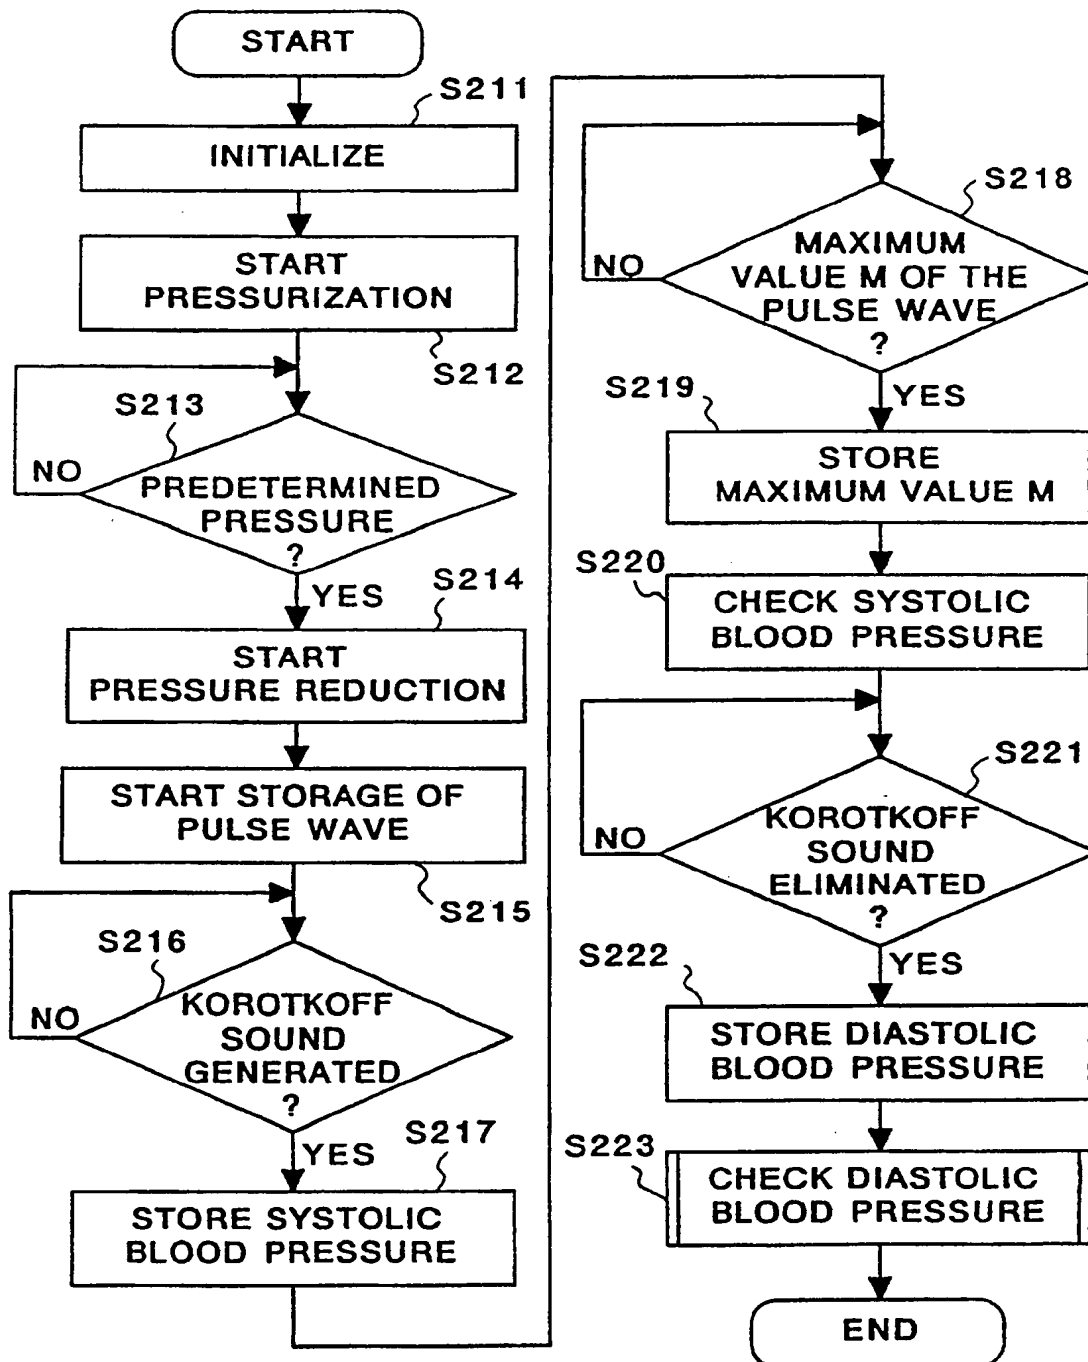 START
S211
INITIALIZE
START
PRESSURIZATION
S212
S213
NO
PREDETERMINED
PRESSURE
?
YES
S214
START
PRESSURE REDUCTION
START STORAGE OF
PULSE WAVE
S215
S216
NO
KOROTKOFF
SOUND
GENERATED
?
YES
S217
STORE SYSTOLIC
BLOOD PRESSURE
S218
NO
MAXIMUM
VALUE M OF THE
PULSE WAVE
?
YES
S219
STORE
MAXIMUM VALUE M
S220
CHECK SYSTOLIC
BLOOD PRESSURE
S221
NO
KOROTKOFF
SOUND
ELIMINATED
?
YES
S222
STORE DIASTOLIC
BLOOD PRESSURE
S223
CHECK DIASTOLIC
BLOOD PRESSURE
END